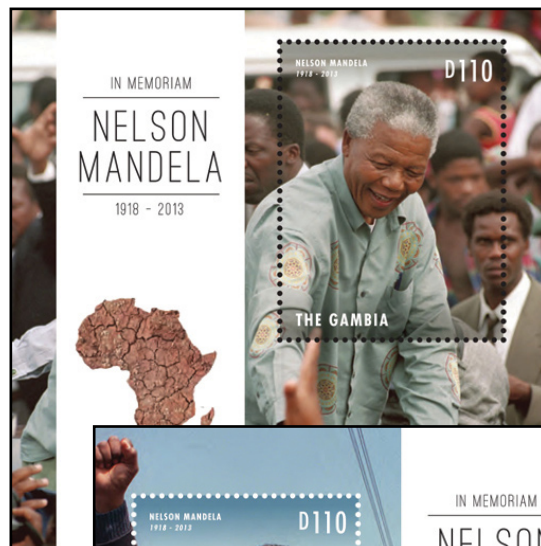 IN MEMORIAM
NELSON
MANDELA
1918 - 2013
NELSON MANDELA
1918 - 2013
D110
THE GAMBIA
NELSON MANDELA
1918 - 2013
D110
IN MEMORIAM
NELSON